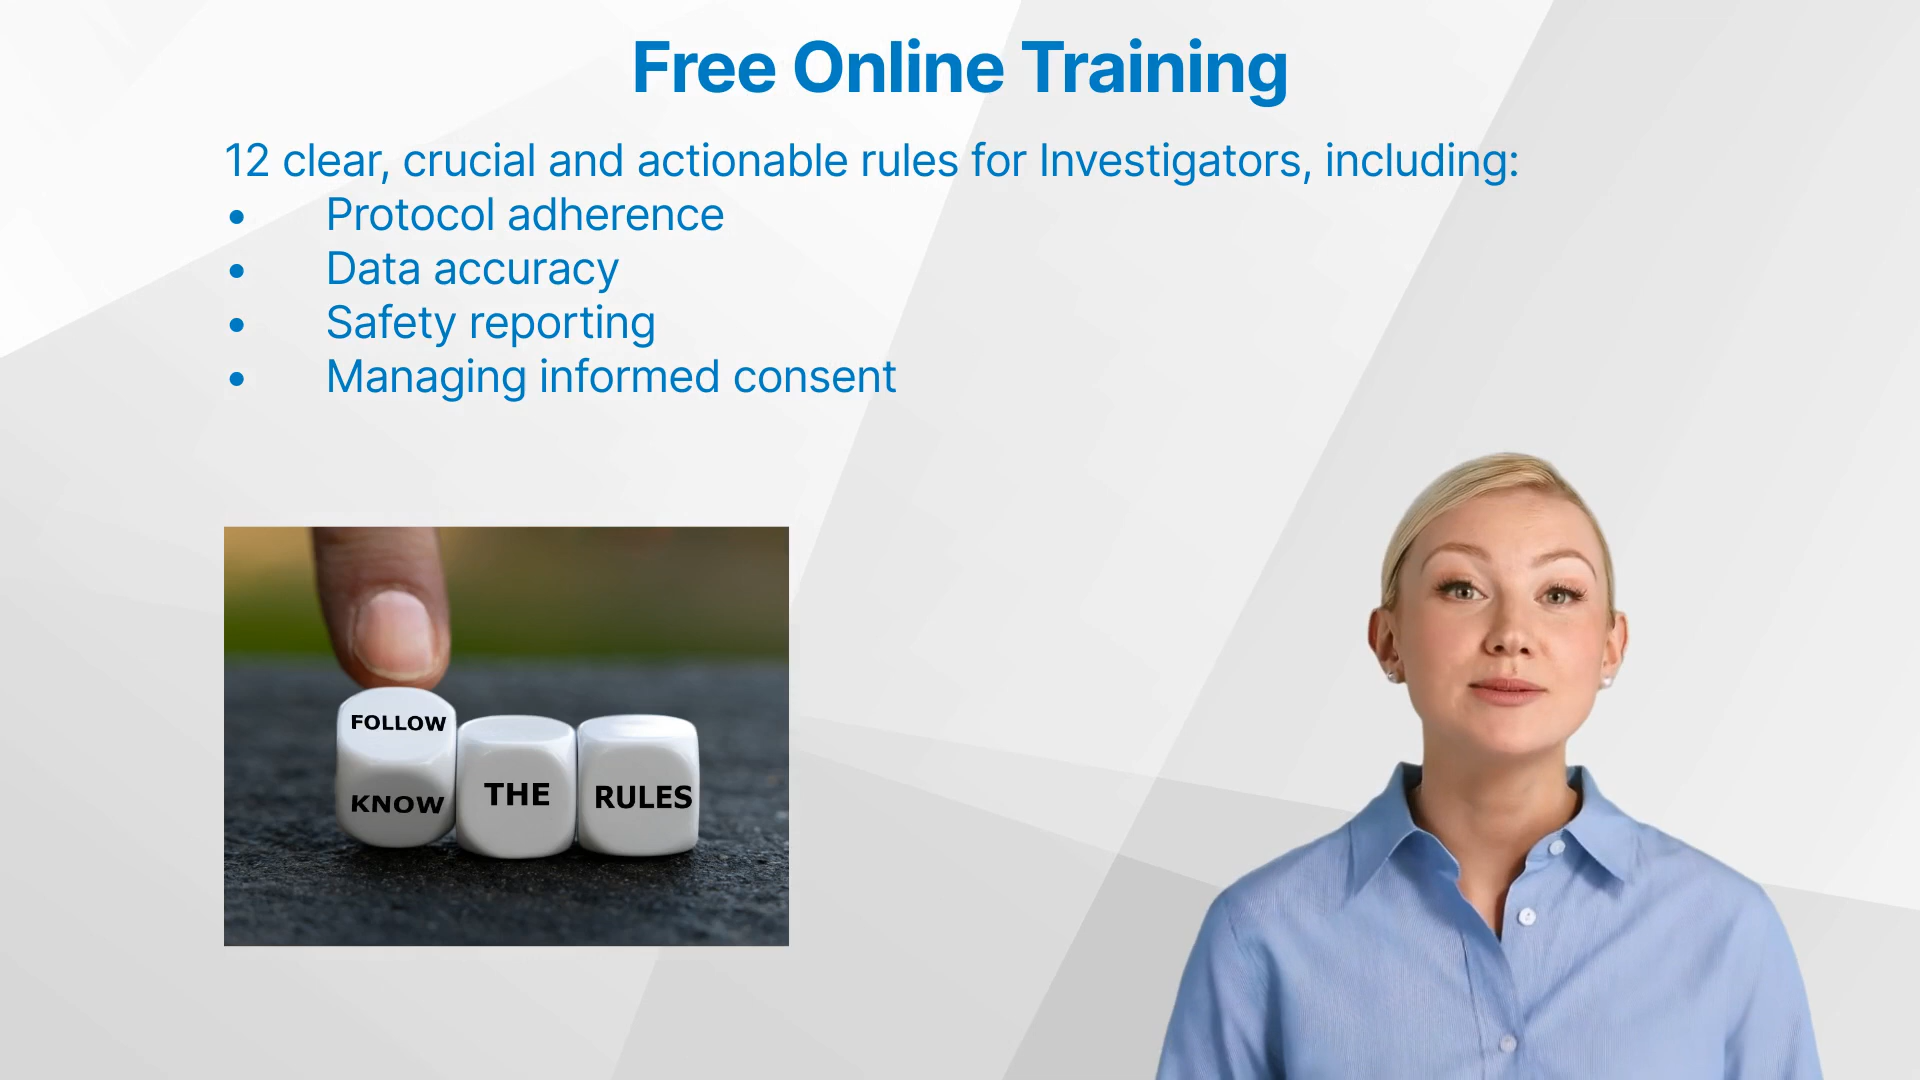 Free Online Training
12 clear, crucial and actionable rules for Investigators, including:
• Protocol adherence
• Data accuracy
• Safety reporting
• Managing informed consent
FOLLOW
KNOW THE RULES